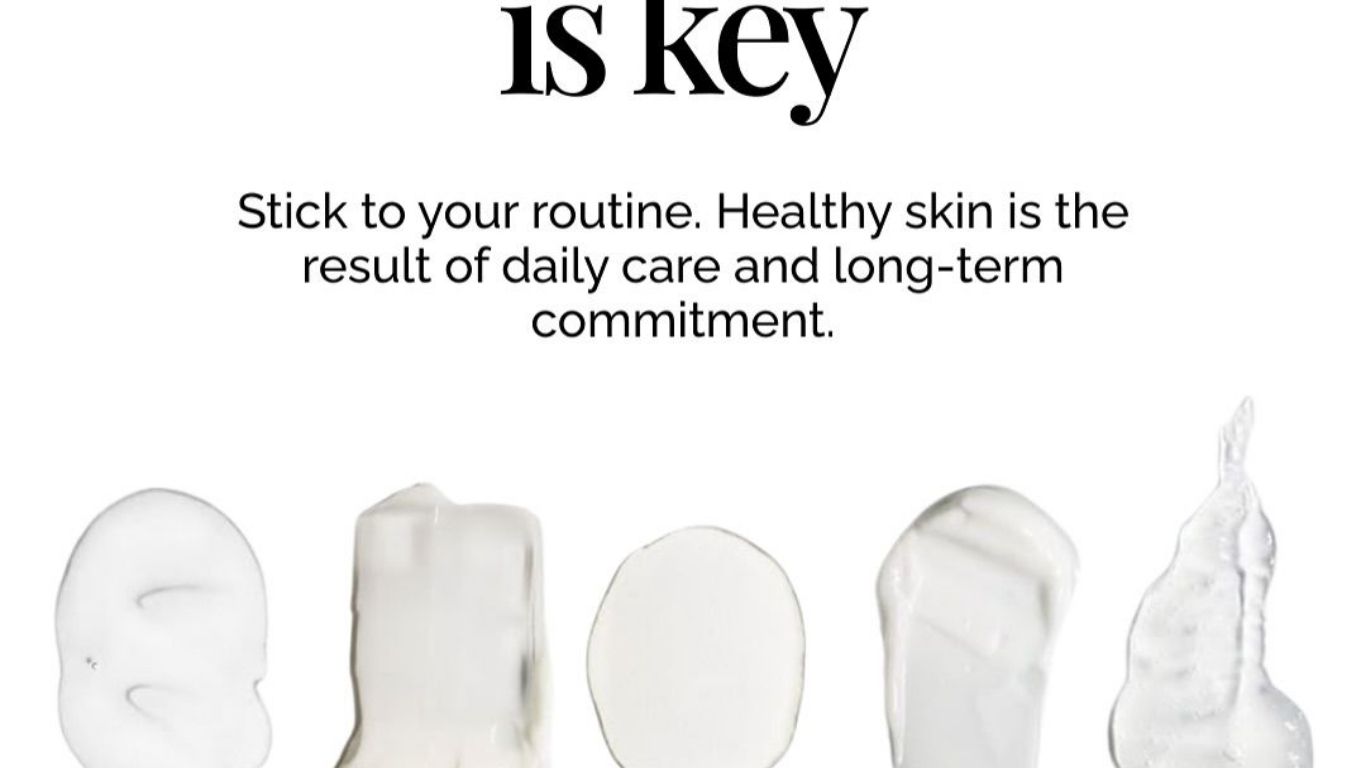 is key
Stick to your routine. Healthy skin is the
result of daily care and long-term
commitment.